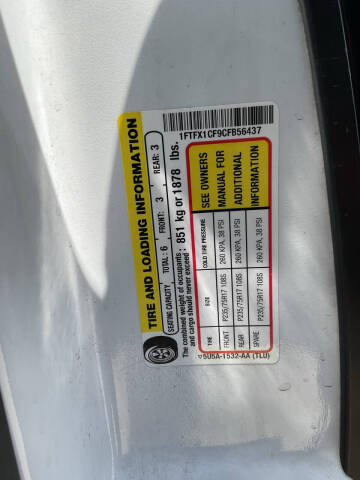 TIRE AND LOADING INFORMATION
SEATING CAPACITY TOTAL: 6 FRONT: 3 REAR: 3
The combined weight of occupants and cargo should never exceed: 851 kg or 1878 lbs.
TIRE SIZE COLD TIRE PRESSURE
FRONT P235/75R17 108S 260 KPA, 38 PSI
REAR P235/75R17 108S 260 KPA, 38 PSI
SPARE P235/75R17 108S 260 KPA, 38 PSI
SEE OWNERS
MANUAL FOR
ADDITIONAL
INFORMATION
5U5A-1532-AA (TLU)
1FTFX1CF9CFB56437